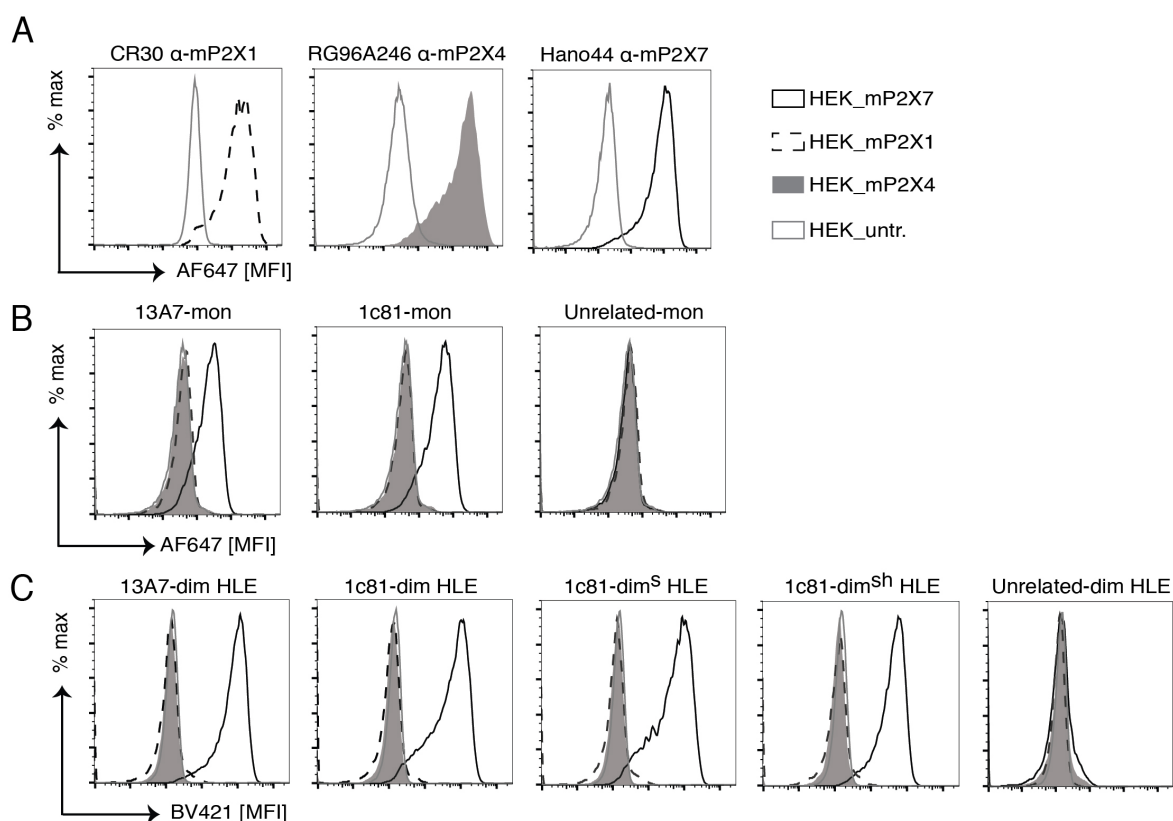 A
CR30 α-mP2X1
RG96A246 α-mP2X4
Hano44 α-mP2X7
% max
AF647 [MFI]
HEK_mP2X7
HEK_mP2X1
HEK_mP2X4
HEK_untr.
B
13A7-mon
1c81-mon
Unrelated-mon
% max
AF647 [MFI]
C
13A7-dim HLE
1c81-dim HLE
1c81-dimˢ HLE
1c81-dimˢʰ HLE
Unrelated-dim HLE
% max
BV421 [MFI]